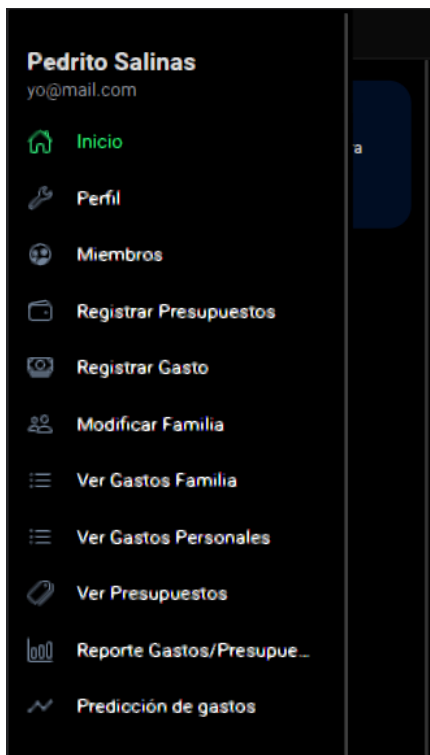 Pedrito Salinas
yo@mail.com
Inicio
Perfil
Miembros
Registrar Presupuestos
Registrar Gasto
Modificar Familia
Ver Gastos Familia
Ver Gastos Personales
Ver Presupuestos
Reporte Gastos/Presupue...
Predicción de gastos